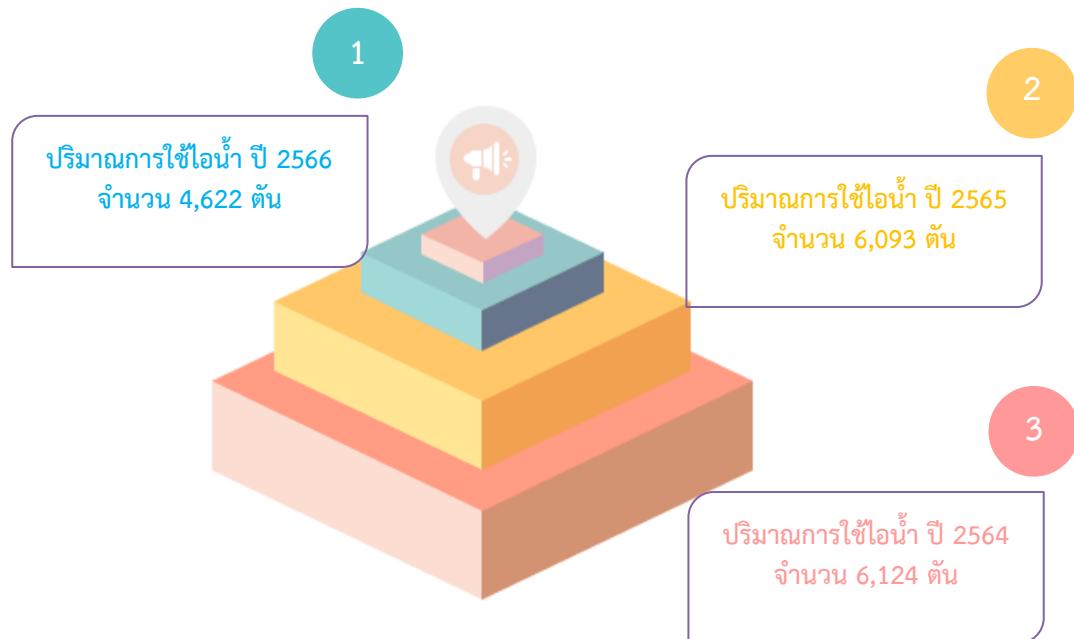 1
ปริมาณการใช้ไอน้ำ ปี 2566
จำนวน 4,622 ตัน
2
ปริมาณการใช้ไอน้ำ ปี 2565
จำนวน 6,093 ตัน
3
ปริมาณการใช้ไอน้ำ ปี 2564
จำนวน 6,124 ตัน